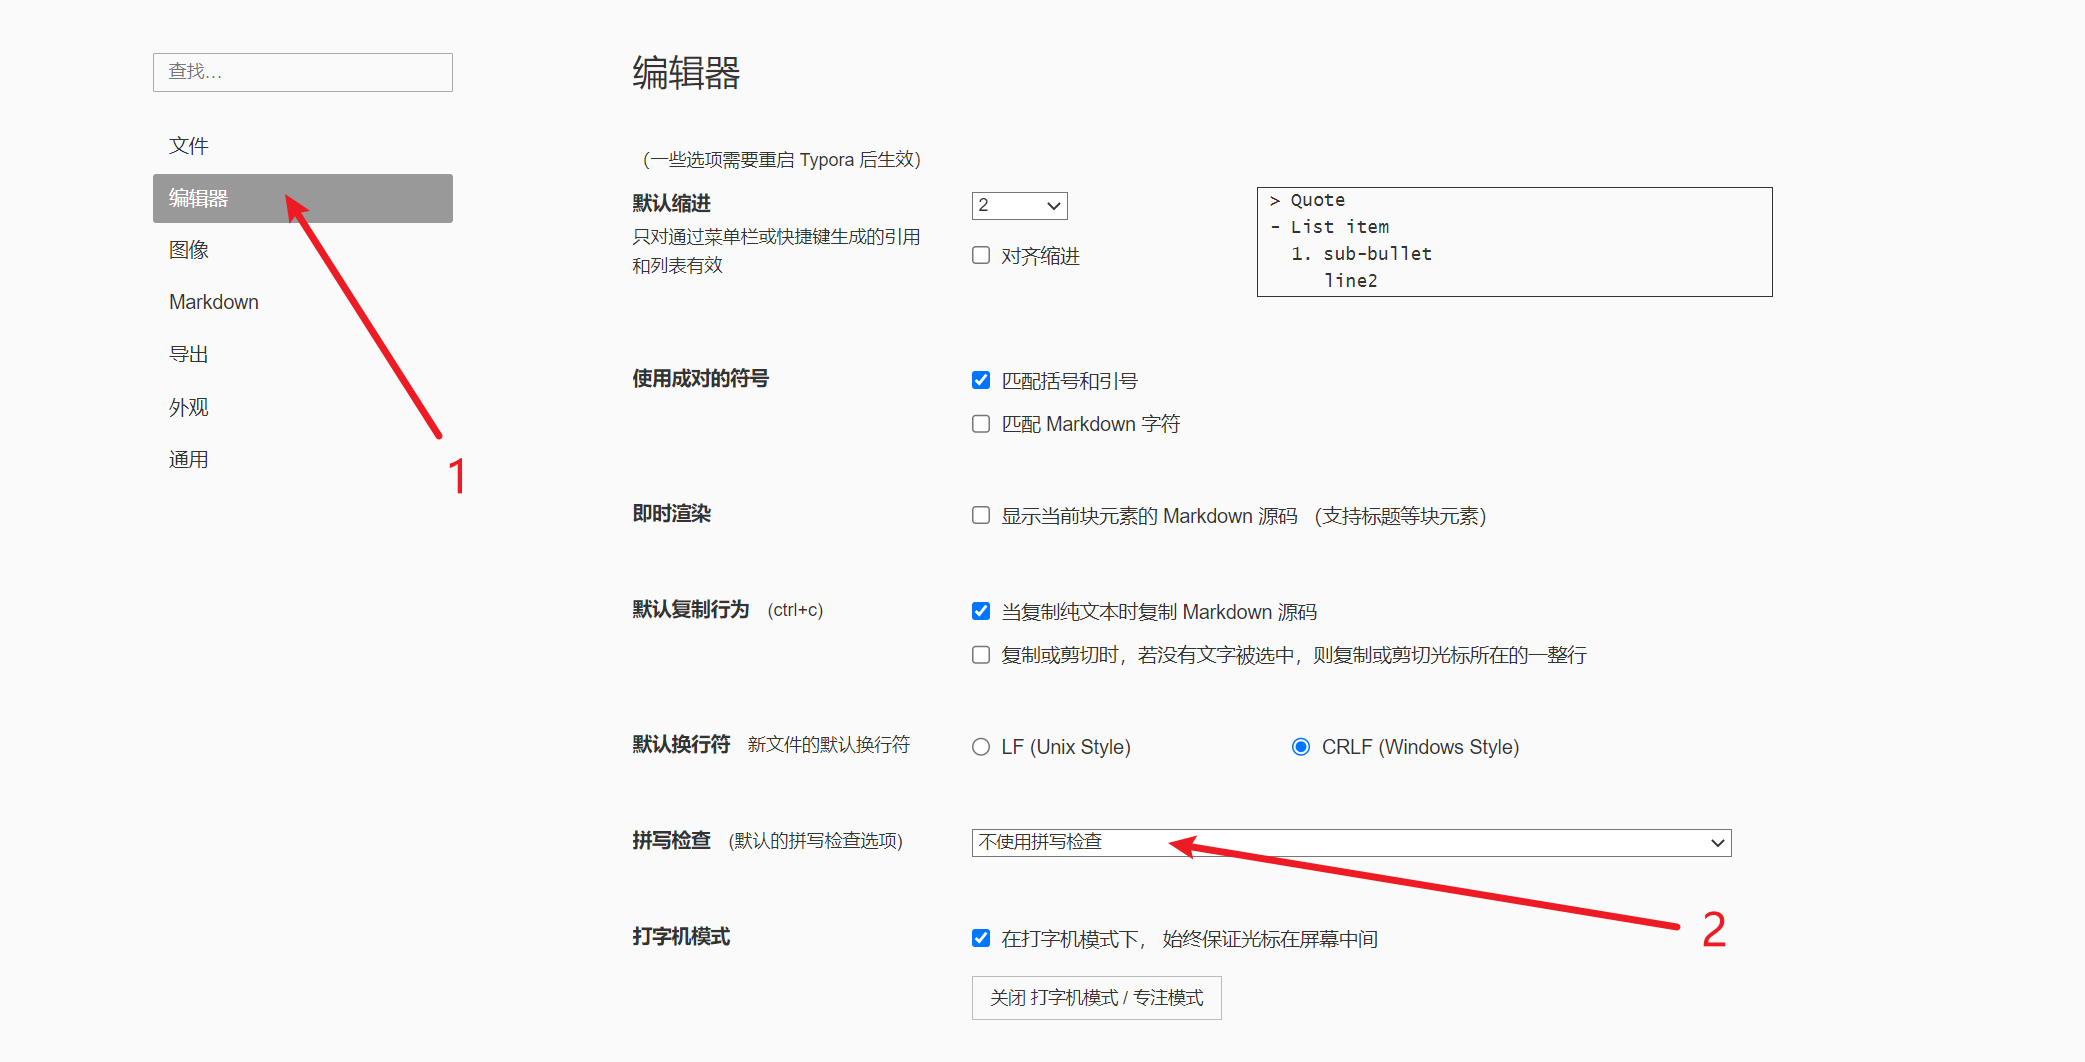 查找...
文件
编辑器
图像
Markdown
导出
外观
通用
1
编辑器
（一些选项需要重启 Typora 后生效）
默认缩进
只对通过菜单栏或快捷键生成的引用
和列表有效
2
对齐缩进
> Quote
- List item
1. sub-bullet
line2
使用成对的符号
匹配括号和引号
匹配 Markdown 字符
即时渲染
显示当前块元素的 Markdown 源码 （支持标题等块元素）
默认复制行为 (ctrl+c)
当复制纯文本时复制 Markdown 源码
复制或剪切时，若没有文字被选中，则复制或剪切光标所在的一整行
默认换行符 新文件的默认换行符
LF (Unix Style)
CRLF (Windows Style)
拼写检查 (默认的拼写检查选项)
不使用拼写检查
2
打字机模式
在打字机模式下， 始终保证光标在屏幕中间
关闭 打字机模式 / 专注模式